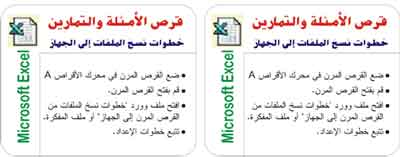 قرص الأمثلة والتمارين
خطوات نسخ الملفات إلى الجهاز
• ضع القرص المرن في محرك الأقراص A
• قم بفتح القرص المرن.
• افتح ملف وورد "خطوات نسخ الملفات من
القرص المرن إلى الجهاز" أو ملف المفكرة.
• تتبع خطوات الإعداد.
Microsoft Excel
قرص الأمثلة والتمارين
خطوات نسخ الملفات إلى الجهاز
• ضع القرص المرن في محرك الأقراص A
• قم بفتح القرص المرن.
• افتح ملف وورد "خطوات نسخ الملفات من
القرص المرن إلى الجهاز" أو ملف المفكرة.
• تتبع خطوات الإعداد.
Microsoft Excel